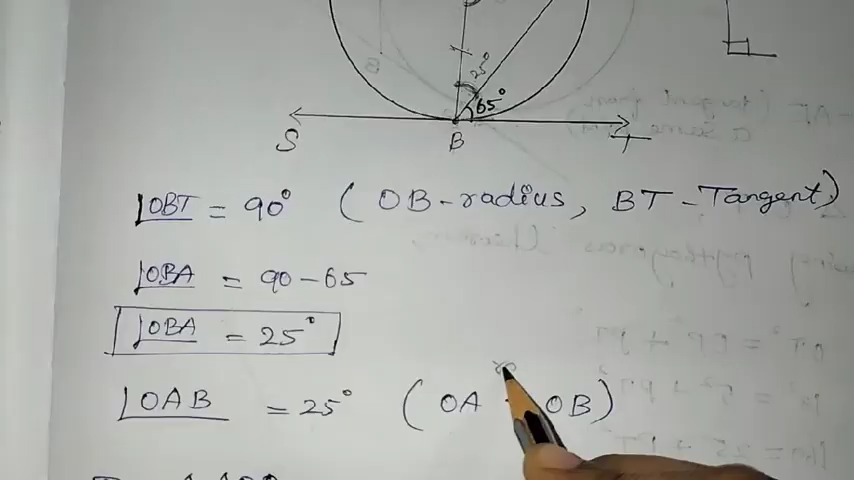 25°
65°
S B T
∠OBT = 90° (OB-radius, BT-Tangent)
∠OBA = 90-65
∠OBA = 25°
∠OAB = 25° (OA OB)